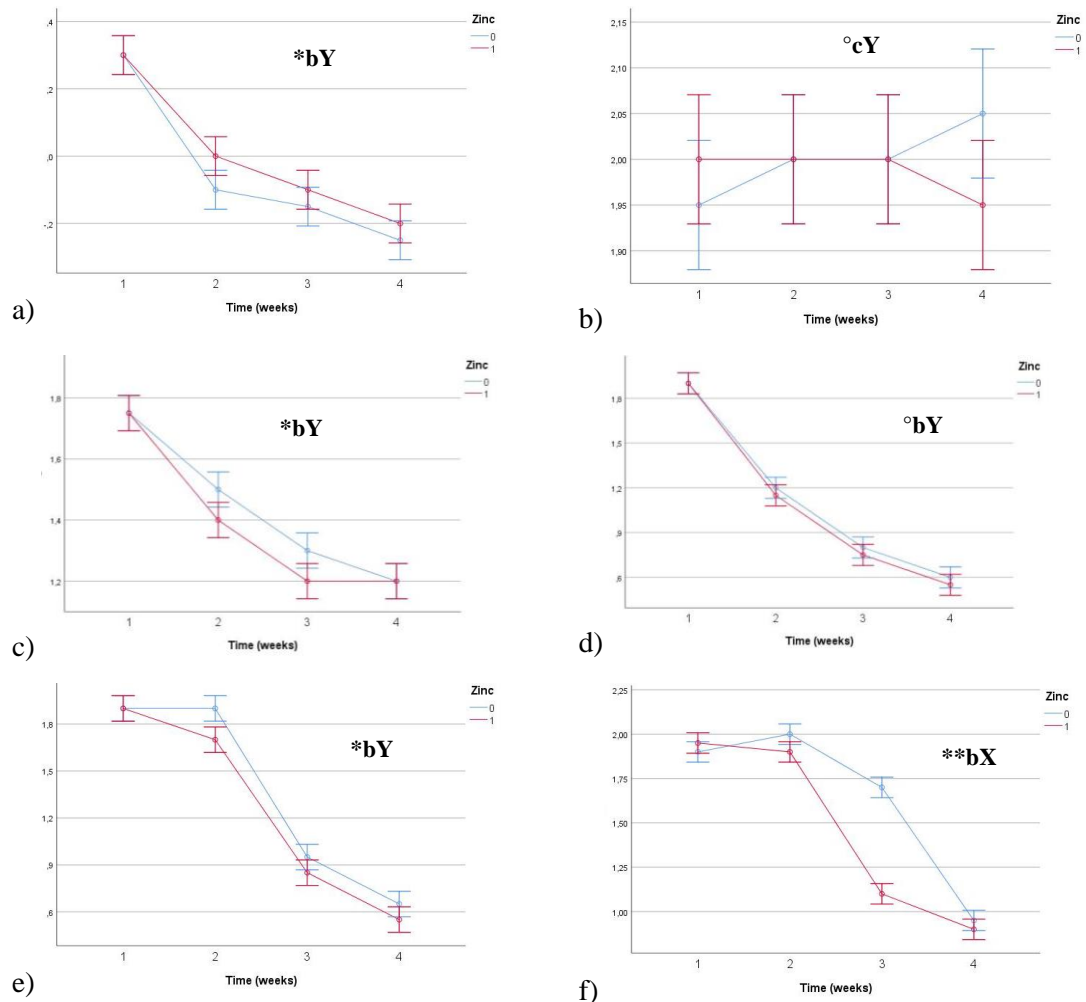 Zinc
0
1
*bY
,4
,2
,0
-,2
1 2 3 4
Time (weeks)
a)
Zinc
0
1
°cY
2,15
2,10
2,05
2,00
1,95
1,90
1 2 3 4
Time (weeks)
b)
Zinc
0
1
*bY
1,8
1,6
1,4
1,2
1 2 3 4
Time (weeks)
c)
Zinc
0
1
°bY
1,8
1,5
1,2
,9
,6
1 2 3 4
Time (weeks)
d)
Zinc
0
1
*bY
1,8
1,5
1,2
,9
,6
1 2 3 4
Time (weeks)
e)
Zinc
0
1
**bX
2,25
2,00
1,75
1,50
1,25
1,00
1 2 3 4
Time (weeks)
f)